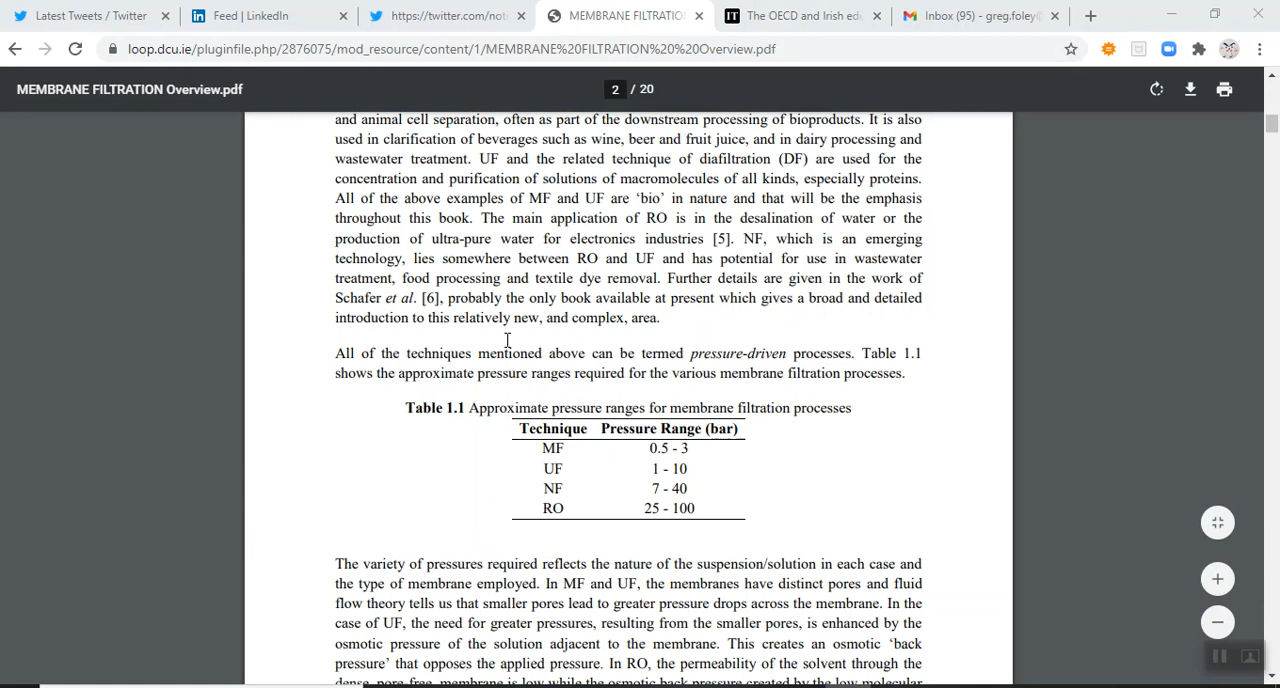 Latest Tweets / Twitter
Feed | LinkedIn
https://twitter.com/noti
MEMBRANE FILTRATIO
The OECD and Irish edu
Inbox (95) - greg.foley@
loop.dcu.ie/pluginfile.php/2876075/mod_resource/content/1/MEMBRANE%20FILTRATION%20%20Overview.pdf
MEMBRANE FILTRATION Overview.pdf
2 / 20
and animal cell separation, often as part of the downstream processing of bioproducts. It is also
used in clarification of beverages such as wine, beer and fruit juice, and in dairy processing and
wastewater treatment. UF and the related technique of diafiltration (DF) are used for the
concentration and purification of solutions of macromolecules of all kinds, especially proteins.
All of the above examples of MF and UF are ‘bio’ in nature and that will be the emphasis
throughout this book. The main application of RO is in the desalination of water or the
production of ultra-pure water for electronics industries [5]. NF, which is an emerging
technology, lies somewhere between RO and UF and has potential for use in wastewater
treatment, food processing and textile dye removal. Further details are given in the work of
Schafer et al. [6], probably the only book available at present which gives a broad and detailed
introduction to this relatively new, and complex, area.
All of the techniques mentioned above can be termed pressure-driven processes. Table 1.1
shows the approximate pressure ranges required for the various membrane filtration processes.
Table 1.1 Approximate pressure ranges for membrane filtration processes
Technique Pressure Range (bar)
MF 0.5 - 3
UF 1 - 10
NF 7 - 40
RO 25 - 100
The variety of pressures required reflects the nature of the suspension/solution in each case and
the type of membrane employed. In MF and UF, the membranes have distinct pores and fluid
flow theory tells us that smaller pores lead to greater pressure drops across the membrane. In the
case of UF, the need for greater pressures, resulting from the smaller pores, is enhanced by the
osmotic pressure of the solution adjacent to the membrane. This creates an osmotic ‘back
pressure’ that opposes the applied pressure. In RO, the permeability of the solvent through the
dense, pore-free, membrane is low while the osmotic back pressure created by the low molecular